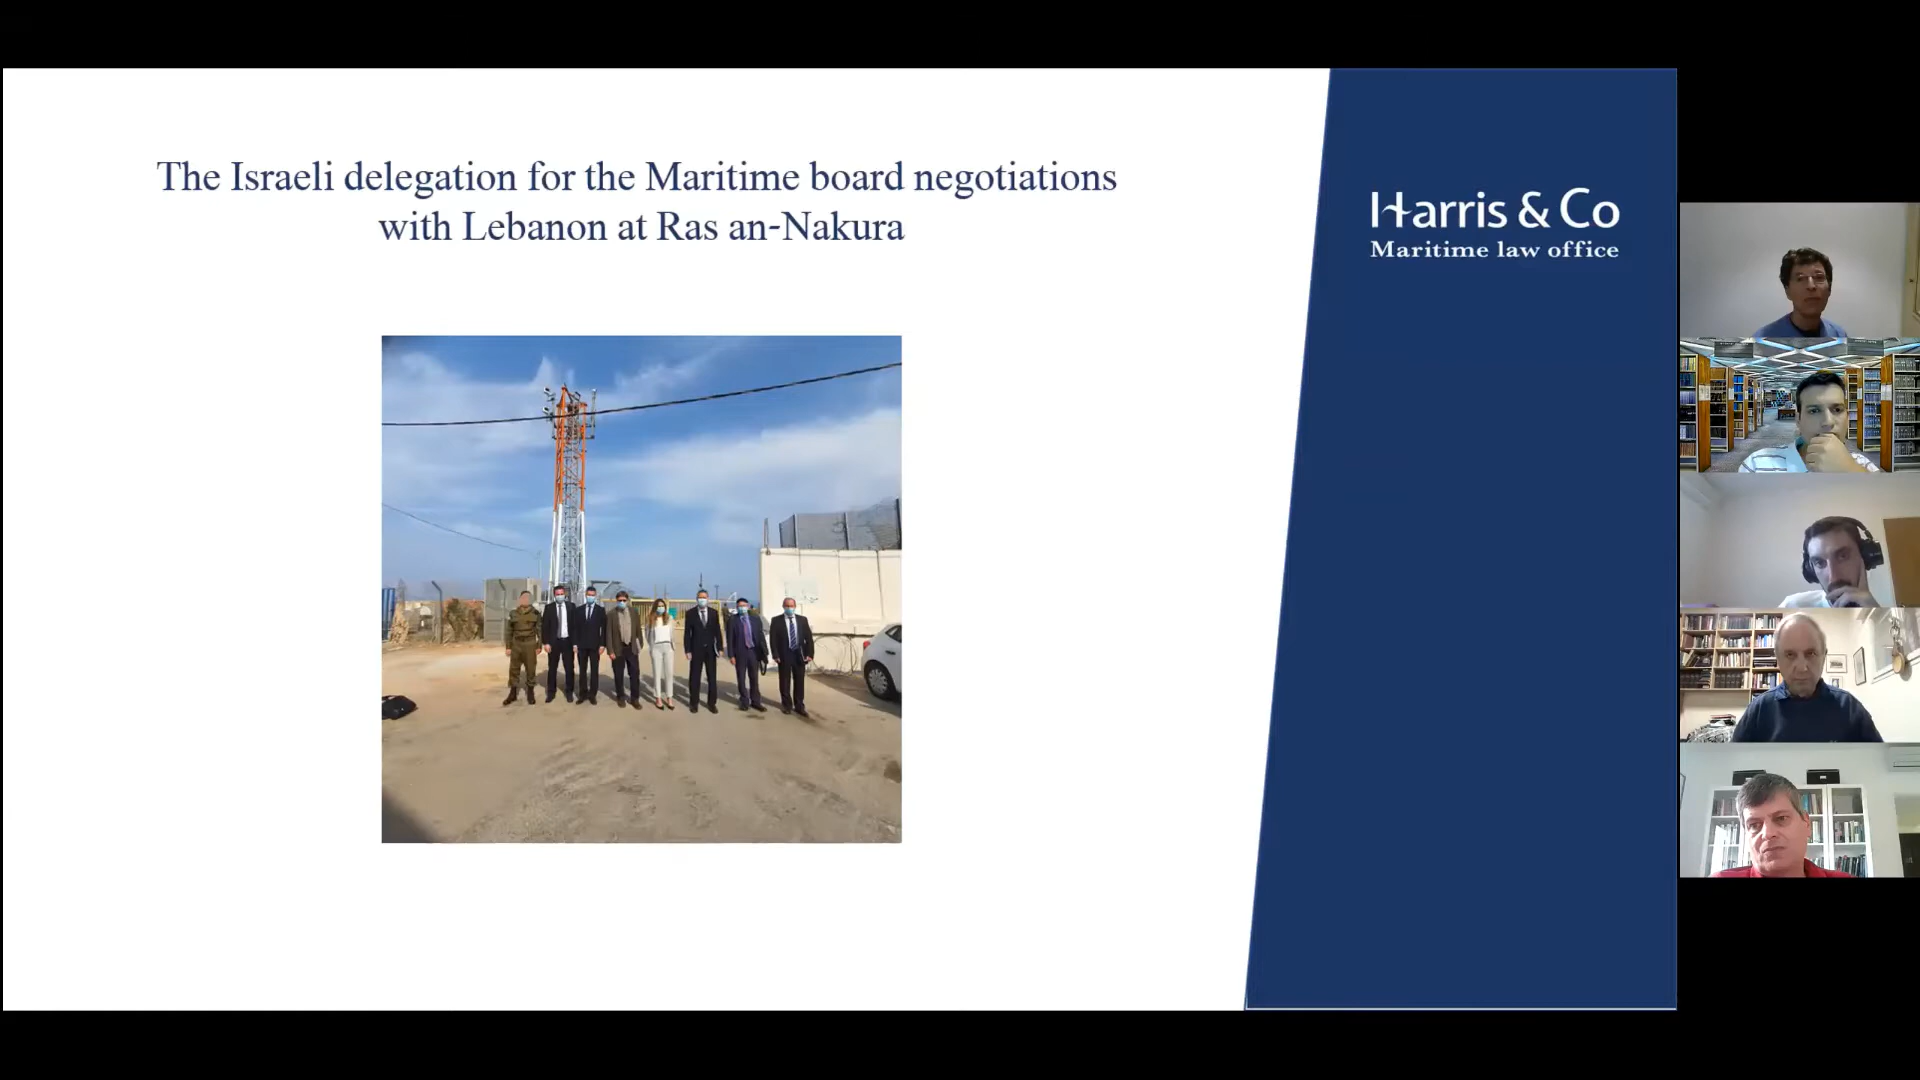 The Israeli delegation for the Maritime board negotiations
with Lebanon at Ras an-Nakura
Harris & Co
Maritime law office